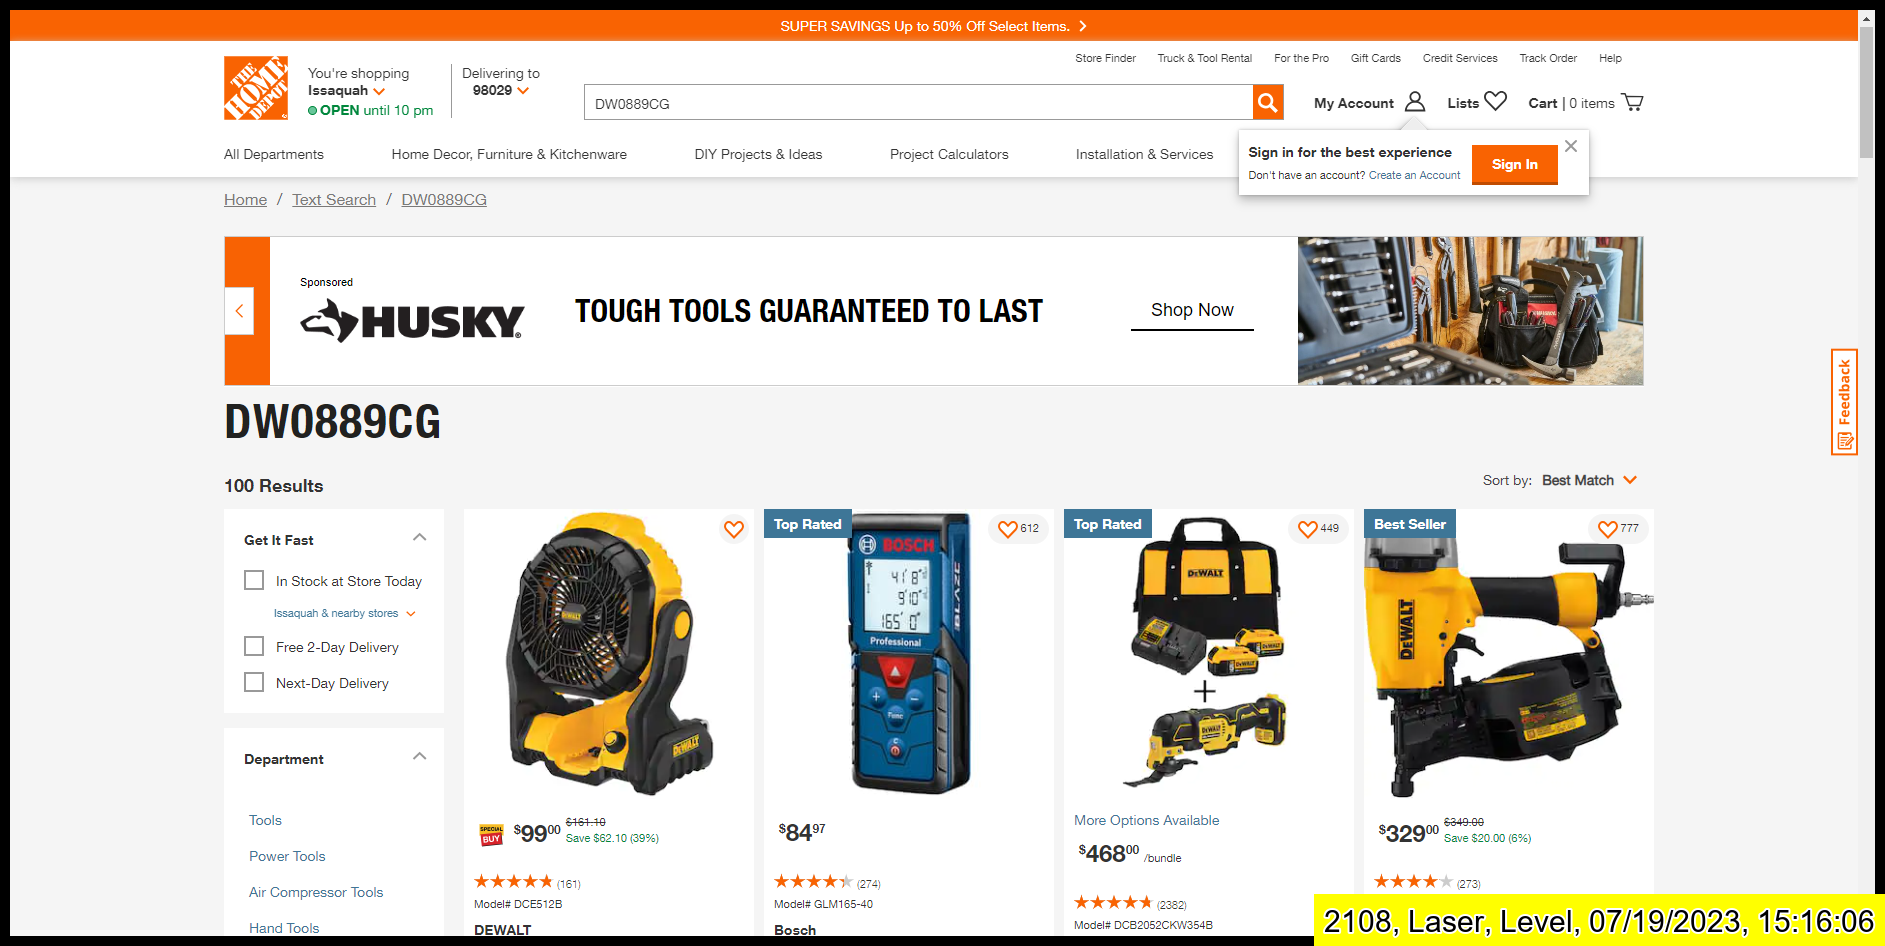 SUPER SAVINGS Up to 50% Off Select Items.
Store Finder
Truck & Tool Rental
For the Pro
Gift Cards
Credit Services
Track Order
Help
THE HOME DEPOT
You're shopping
Issaquah
OPEN until 10 pm
Delivering to
98029
DW0889CG
My Account
Lists
Cart | 0 items
All Departments
Home Decor, Furniture & Kitchenware
DIY Projects & Ideas
Project Calculators
Installation & Services
Sign in for the best experience
Don't have an account? Create an Account
Sign In
Home / Text Search / DW0889CG
Sponsored
HUSKY
TOUGH TOOLS GUARANTEED TO LAST
Shop Now
Feedback
DW0889CG
100 Results
Sort by: Best Match
Get It Fast
In Stock at Store Today
Issaquah & nearby stores
Free 2-Day Delivery
Next-Day Delivery
Department
Tools
Power Tools
Air Compressor Tools
Hand Tools
DEWALT
DEWALT
SPECIAL BUY
$99 00
$161.10
Save $62.10 (39%)
(161)
Model# DCE512B
DEWALT
Top Rated
612
BOSCH
BLAZE
Professional
Func
$84 97
(274)
Model# GLM165-40
Bosch
Top Rated
449
DEWALT
DEWALT
More Options Available
$468 00 /bundle
(2382)
Model# DCB2052CKW354B
Best Seller
777
DEWALT
$329 00
$349.00
Save $20.00 (6%)
(273)
2108, Laser, Level, 07/19/2023, 15:16:06